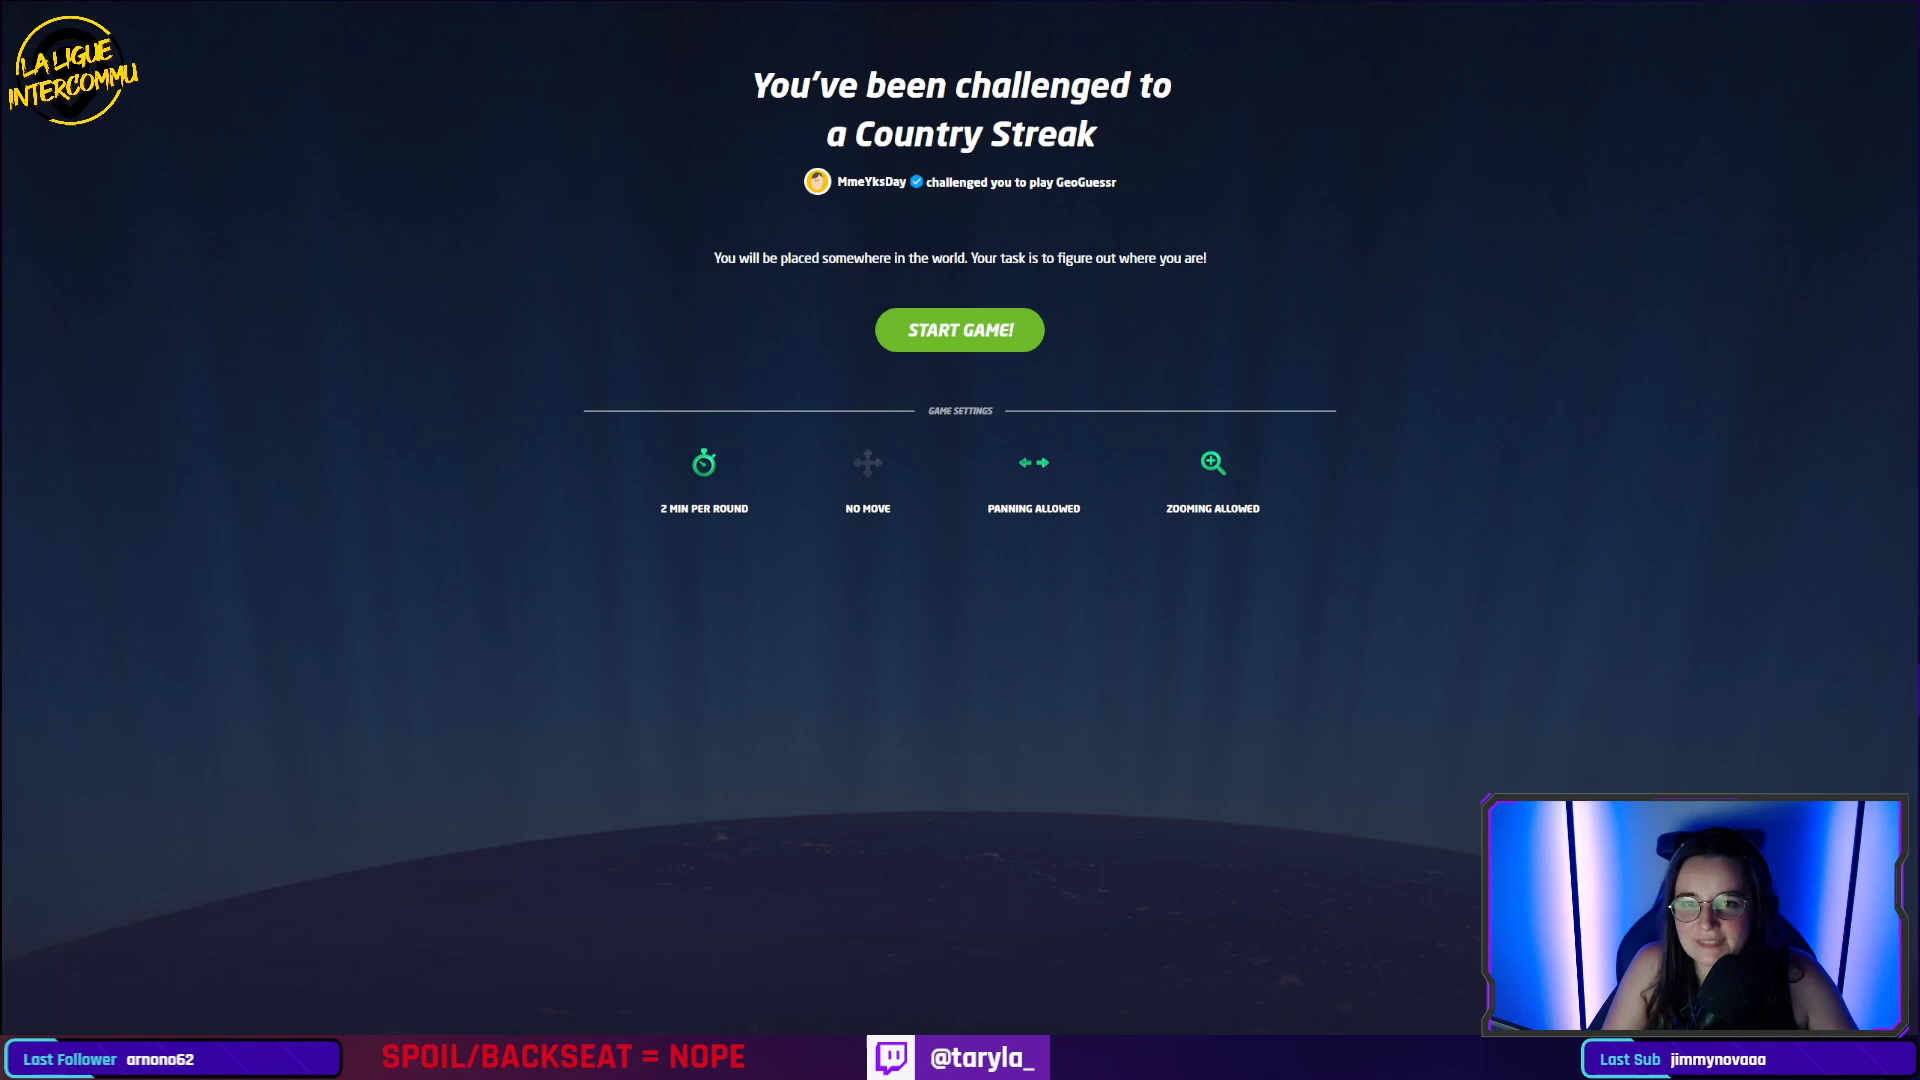 LA LIGUE
INTERCOMMU
You've been challenged to
a Country Streak
MmeYksDay challenged you to play GeoGuessr
You will be placed somewhere in the world. Your task is to figure out where you are!
START GAME!
GAME SETTINGS
2 MIN PER ROUND
NO MOVE
PANNING ALLOWED
ZOOMING ALLOWED
Last Follower arnono62
SPOIL/BACKSEAT = NOPE
@taryla_
Last Sub jimmynovaaa